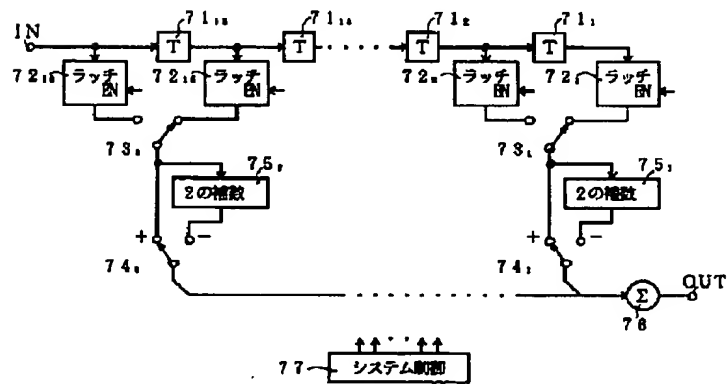 IN
T 71₁₅
T 71₁₄
T 71₂
T 71₁
72₁₆ ラッチ EN
72₁₅ ラッチ EN
72₂ ラッチ EN
72₁ ラッチ EN
73₈
73₁
2の補数 75₈
2の補数 75₁
+ −
+ −
74₈
74₁
OUT
Σ
76
77 システム制御